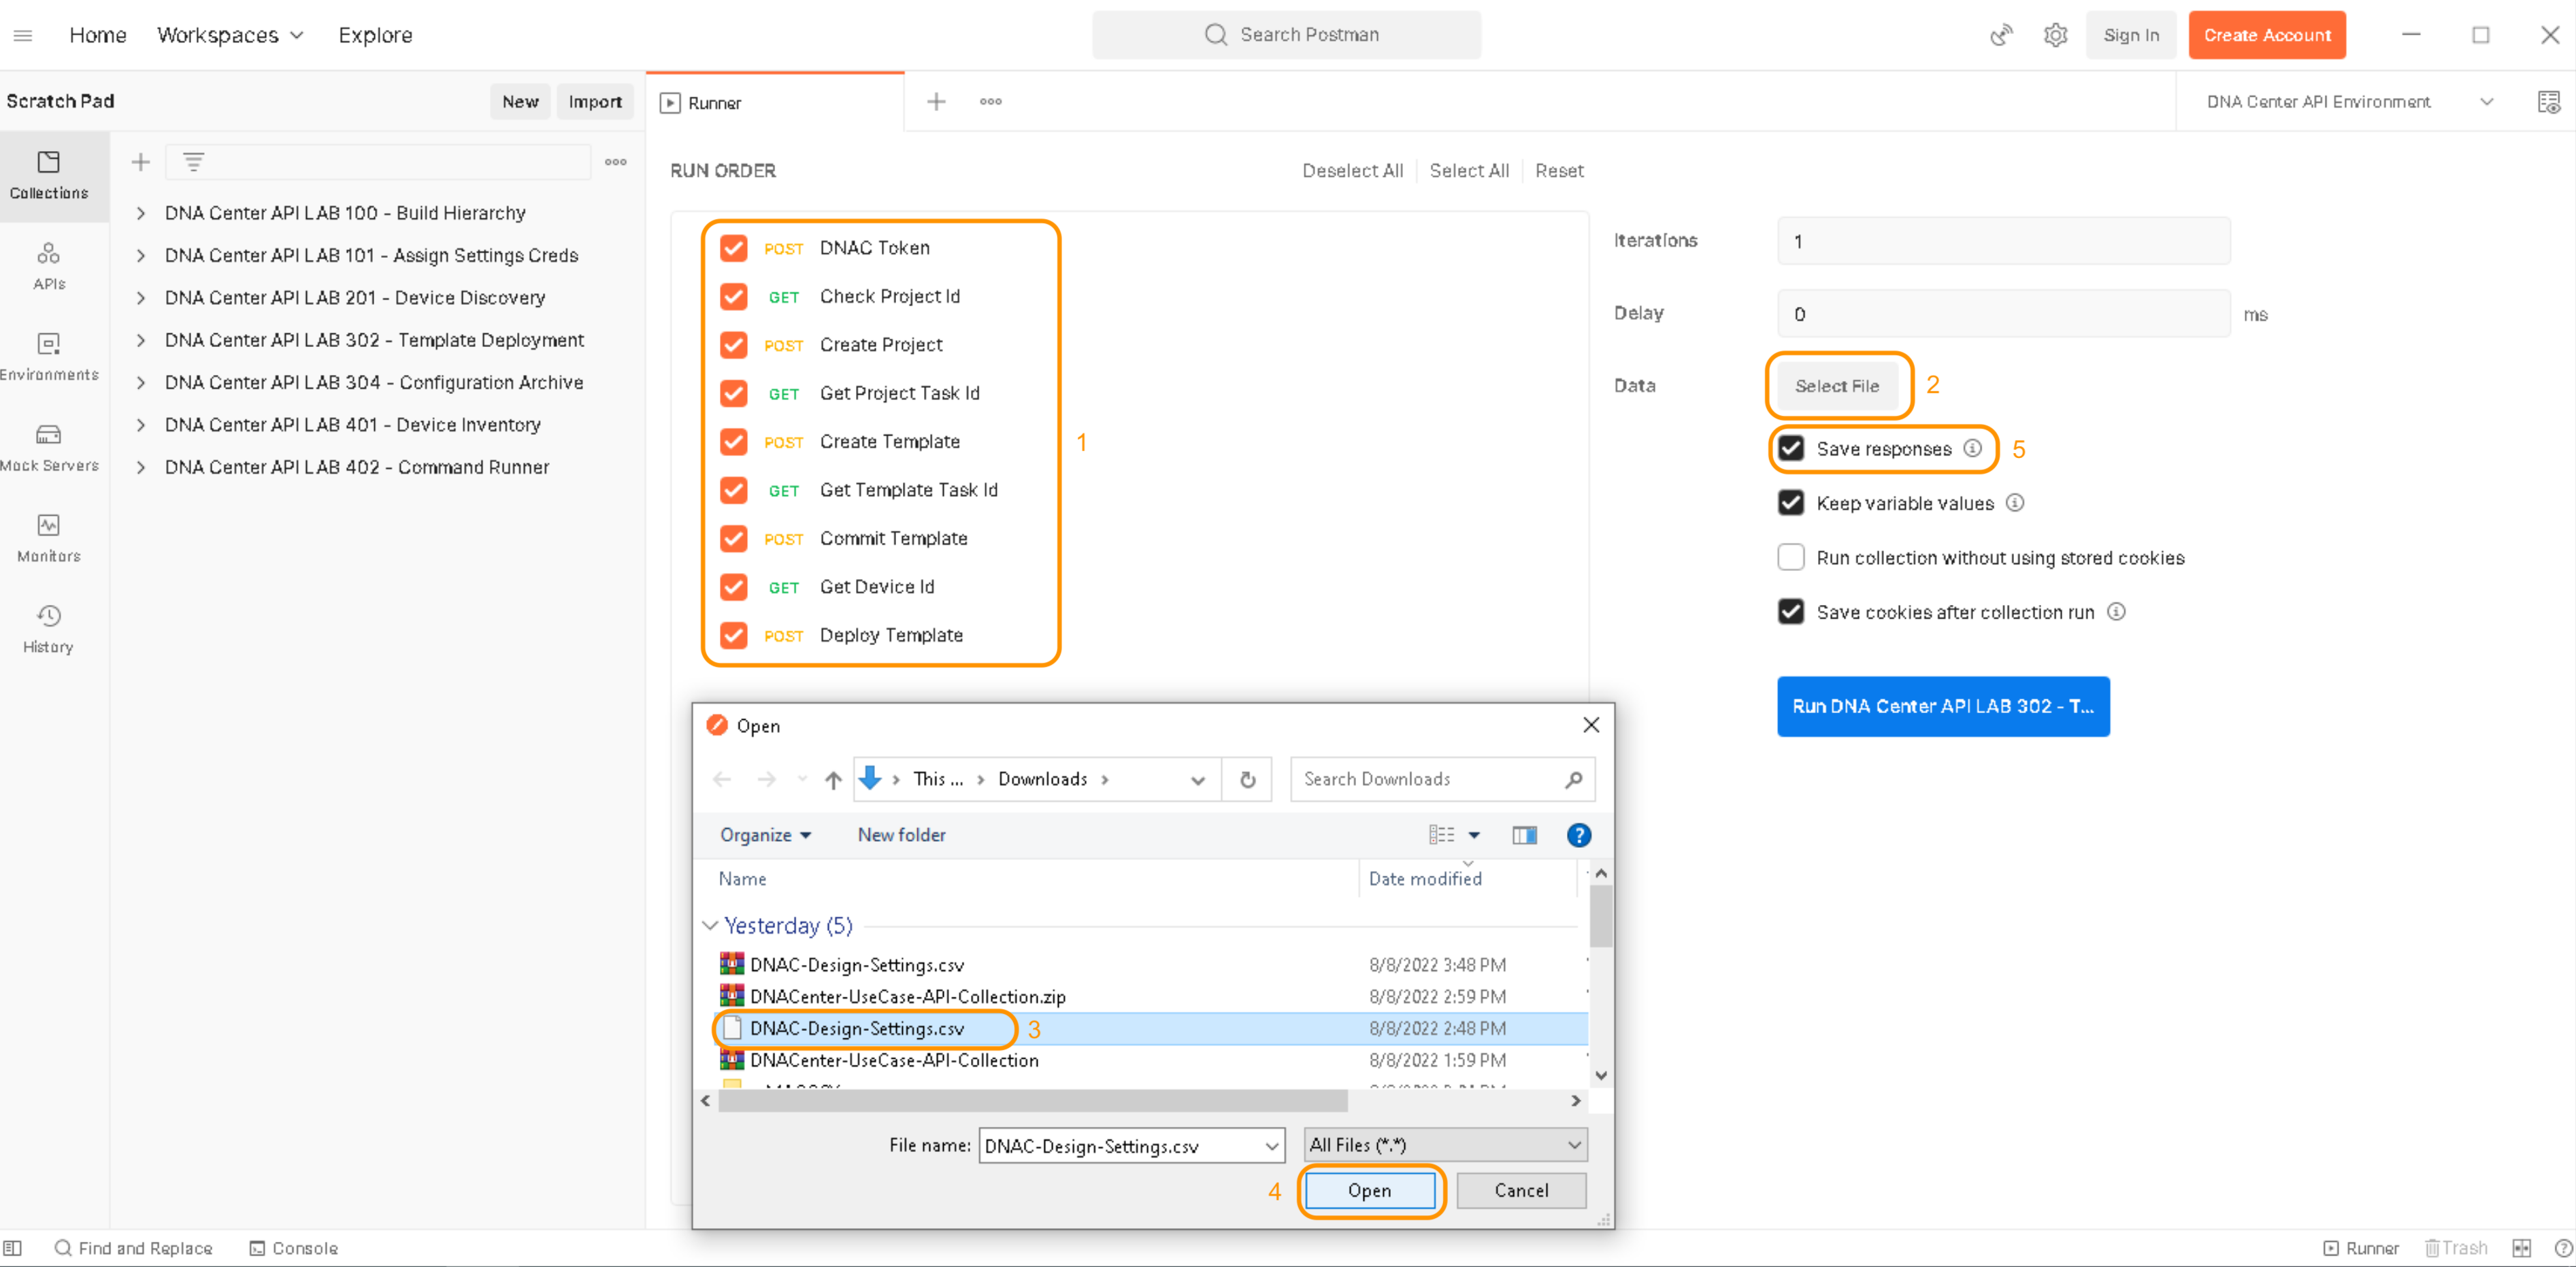 Home Workspaces Explore Search Postman Sign In Create Account
Scratch Pad New Import Runner DNA Center API Environment
Collections
APIs
Environments
Mock Servers
Monitors
History
DNA Center API LAB 100 - Build Hierarchy
DNA Center API LAB 101 - Assign Settings Creds
DNA Center API LAB 201 - Device Discovery
DNA Center API LAB 302 - Template Deployment
DNA Center API LAB 304 - Configuration Archive
DNA Center API LAB 401 - Device Inventory
DNA Center API LAB 402 - Command Runner
RUN ORDER Deselect All Select All Reset
POST DNAC Token
GET Check Project Id
POST Create Project
GET Get Project Task Id
POST Create Template 1
GET Get Template Task Id
POST Commit Template
GET Get Device Id
POST Deploy Template
Iterations 1
Delay 0 ms
Data Select File 2
Save responses 5
Keep variable values
Run collection without using stored cookies
Save cookies after collection run
Run DNA Center API LAB 302 - T...
Open
This ... Downloads Search Downloads
Organize New folder
Name Date modified
Yesterday (5)
DNAC-Design-Settings.csv 8/8/2022 3:48 PM
DNACenter-UseCase-API-Collection.zip 8/8/2022 2:59 PM
DNAC-Design-Settings.csv 3 8/8/2022 2:48 PM
DNACenter-UseCase-API-Collection 8/8/2022 1:59 PM
File name: DNAC-Design-Settings.csv All Files (*.*)
4 Open Cancel
Find and Replace Console Runner Trash